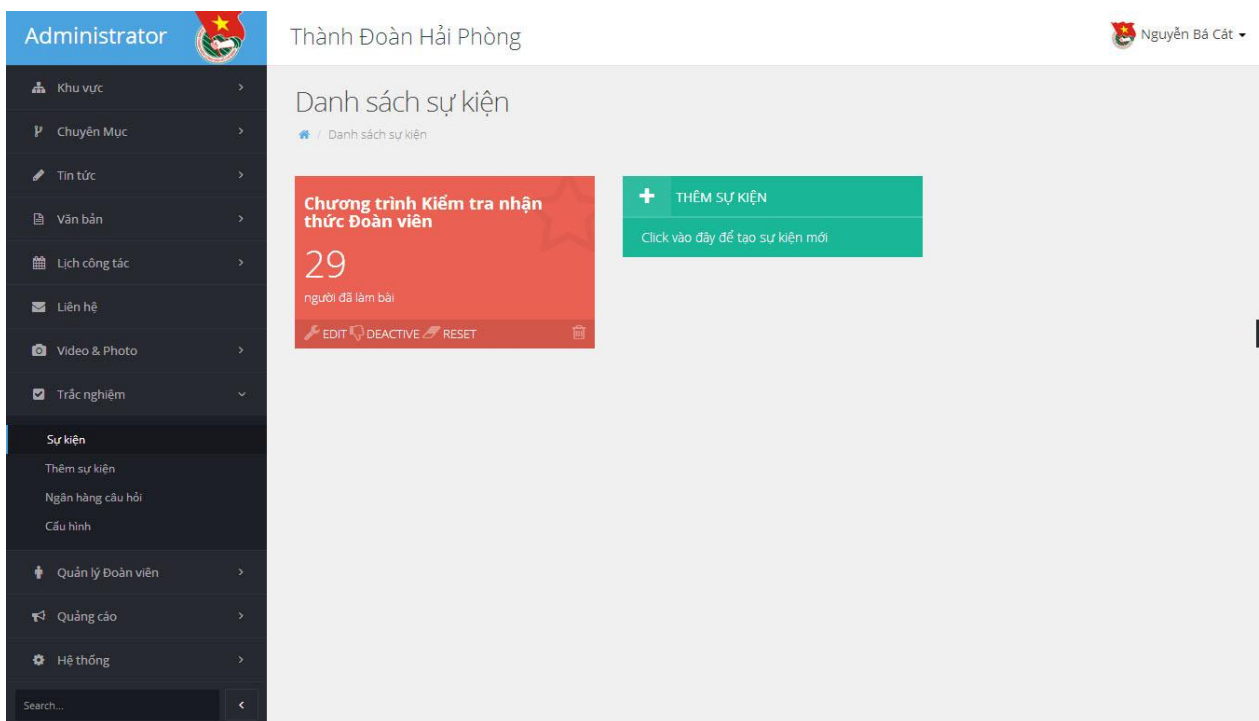 Administrator
Thành Đoàn Hải Phòng
Nguyễn Bá Cát
Khu vực
Chuyên Mục
Tin tức
Văn bản
Lịch công tác
Liên hệ
Video & Photo
Trắc nghiệm
Sự kiện
Thêm sự kiện
Ngân hàng câu hỏi
Cấu hình
Quản lý Đoàn viên
Quảng cáo
Hệ thống
Search...
Danh sách sự kiện
/ Danh sách sự kiện
Chương trình Kiểm tra nhận
thức Đoàn viên
29
người đã làm bài
EDIT DEACTIVE RESET
THÊM SỰ KIỆN
Click vào đây để tạo sự kiện mới